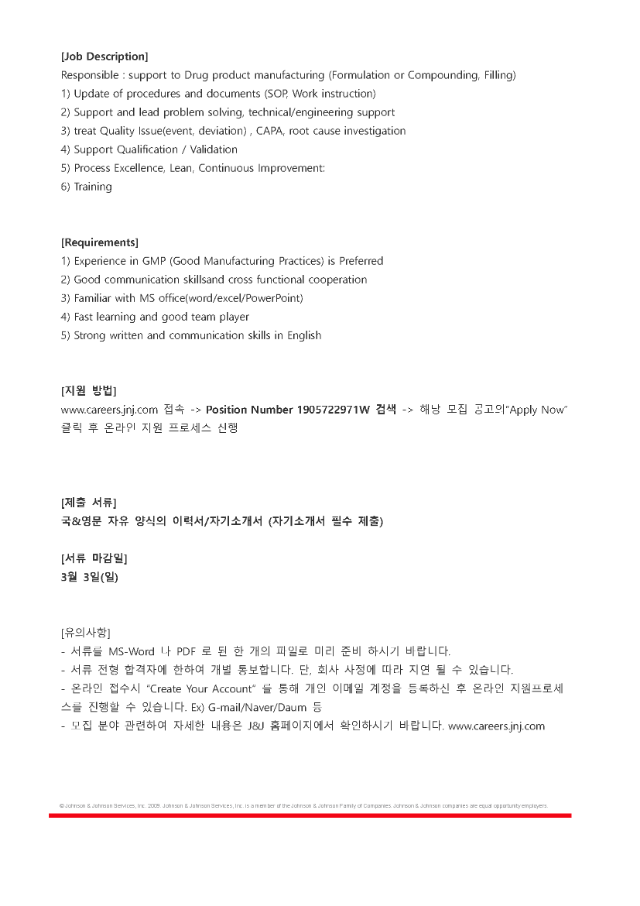 [Job Description]
Responsible : support to Drug product manufacturing (Formulation or Compounding, Filling)
1) Update of procedures and documents (SOP, Work instruction)
2) Support and lead problem solving, technical/engineering support
3) treat Quality Issue(event, deviation) , CAPA, root cause investigation
4) Support Qualification / Validation
5) Process Excellence, Lean, Continuous Improvement:
6) Training
[Requirements]
1) Experience in GMP (Good Manufacturing Practices) is Preferred
2) Good communication skillsand cross functional cooperation
3) Familiar with MS office(word/excel/PowerPoint)
4) Fast learning and good team player
5) Strong written and communication skills in English
[지원 방법]
www.careers.jnj.com 접속 -> Position Number 1905722971W 검색 -> 해당 모집 공고의"Apply Now"
클릭 후 온라인 지원 프로세스 진행
[제출 서류]
국&영문 자유 양식의 이력서/자기소개서 (자기소개서 필수 제출)
[서류 마감일]
3월 3일(일)
[유의사항]
- 서류를 MS-Word 나 PDF 로 된 한 개의 파일로 미리 준비 하시기 바랍니다.
- 서류 전형 합격자에 한하여 개별 통보합니다. 단, 회사 사정에 따라 지연 될 수 있습니다.
- 온라인 접수시 "Create Your Account" 를 통해 개인 이메일 계정을 등록하신 후 온라인 지원프로세
스를 진행할 수 있습니다. Ex) G-mail/Naver/Daum 등
- 모집 분야 관련하여 자세한 내용은 J&J 홈페이지에서 확인하시기 바랍니다. www.careers.jnj.com
©Johnson & Johnson Services, Inc. 2009. Johnson & Johnson Services, Inc. is a member of the Johnson & Johnson Family of Companies. Johnson & Johnson companies are equal opportunity employers.